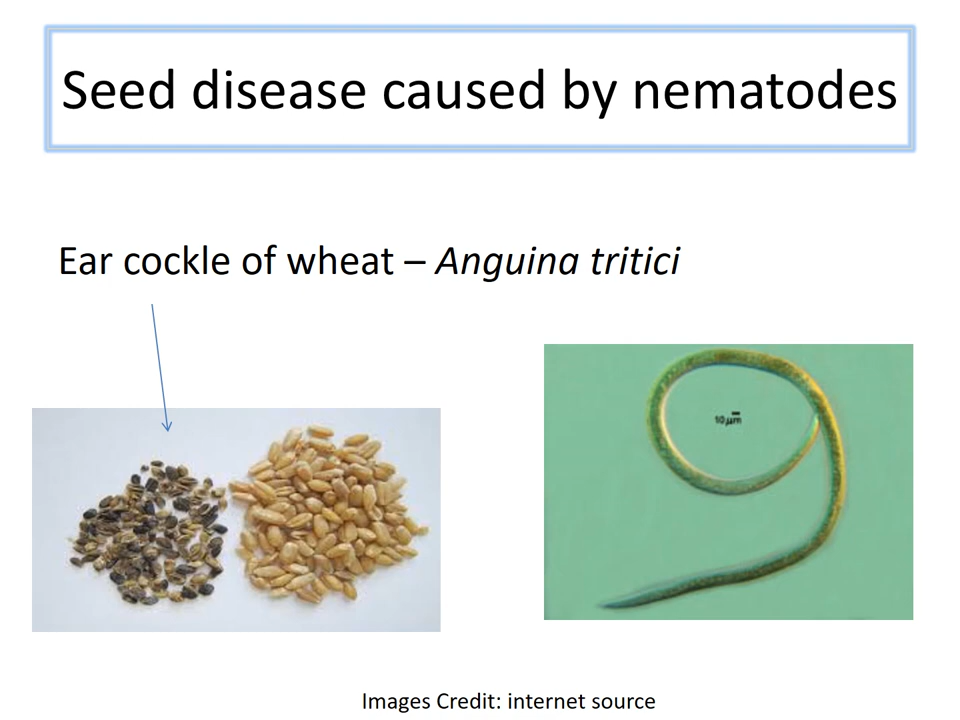 Seed disease caused by nematodes
Ear cockle of wheat – Anguina tritici
10 µm
Images Credit: internet source